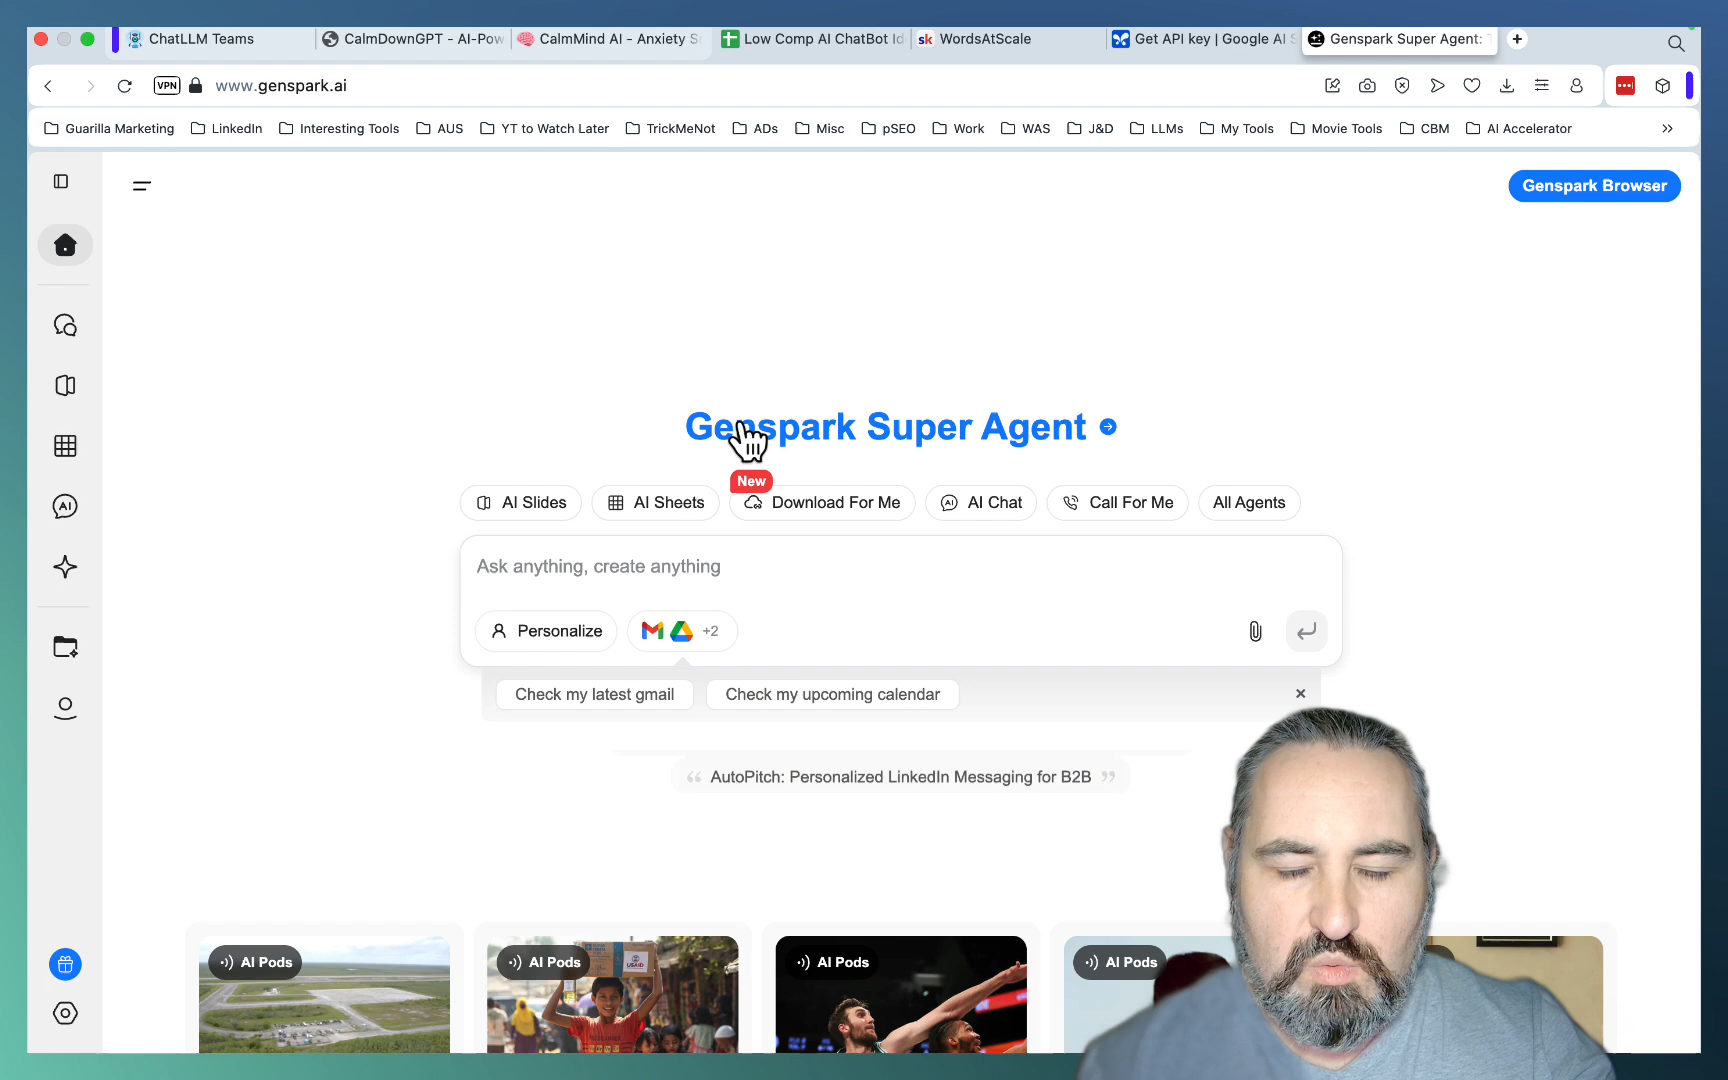 ChatLLM Teams
CalmDownGPT - AI-Pow
CalmMind AI - Anxiety S
Low Comp AI ChatBot Id
sk WordsAtScale
Get API key | Google AI S
Genspark Super Agent: T
VPN www.genspark.ai
Guarilla Marketing
LinkedIn
Interesting Tools
AUS
YT to Watch Later
TrickMeNot
ADs
Misc
pSEO
Work
WAS
J&D
LLMs
My Tools
Movie Tools
CBM
AI Accelerator
Genspark Browser
AI
Genspark Super Agent
New
AI Slides
AI Sheets
Download For Me
AI Chat
Call For Me
All Agents
Ask anything, create anything
Personalize
+2
Check my latest gmail
Check my upcoming calendar
“ AutoPitch: Personalized LinkedIn Messaging for B2B ”
AI Pods
AI Pods
AI Pods
AI Pods
USAID